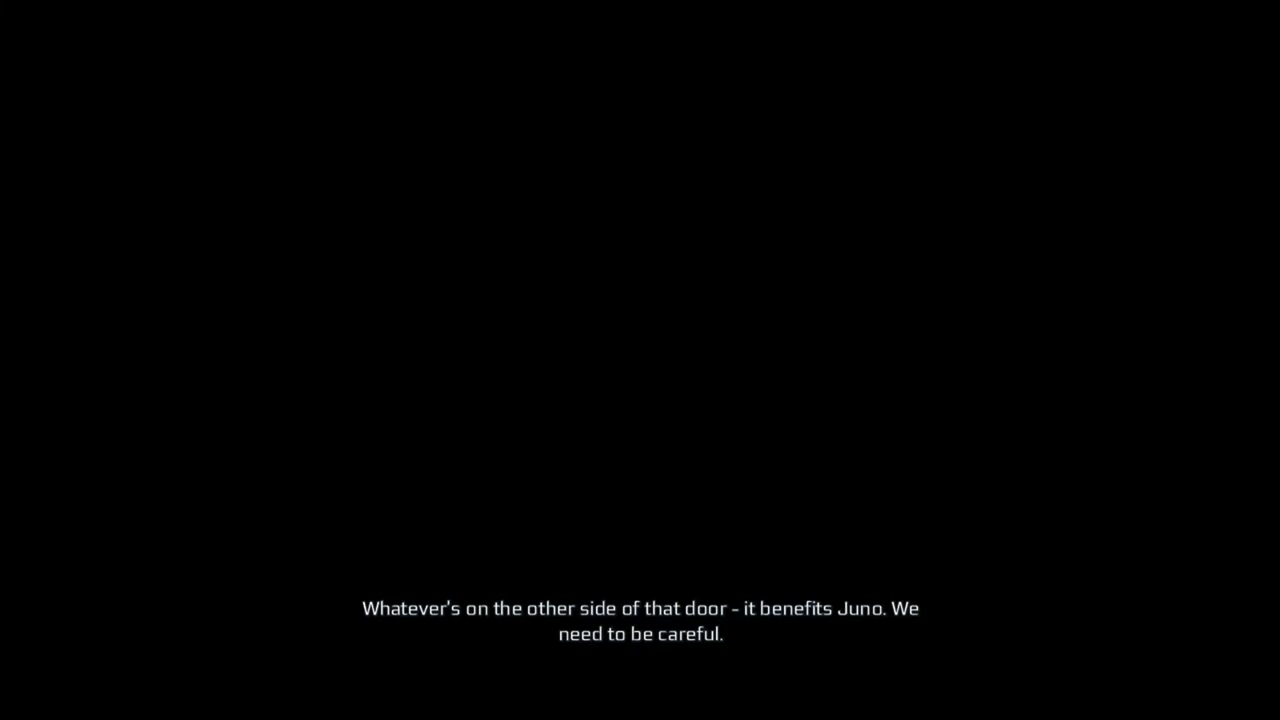 Whatever's on the other side of that door - it benefits Juno. We
need to be careful.